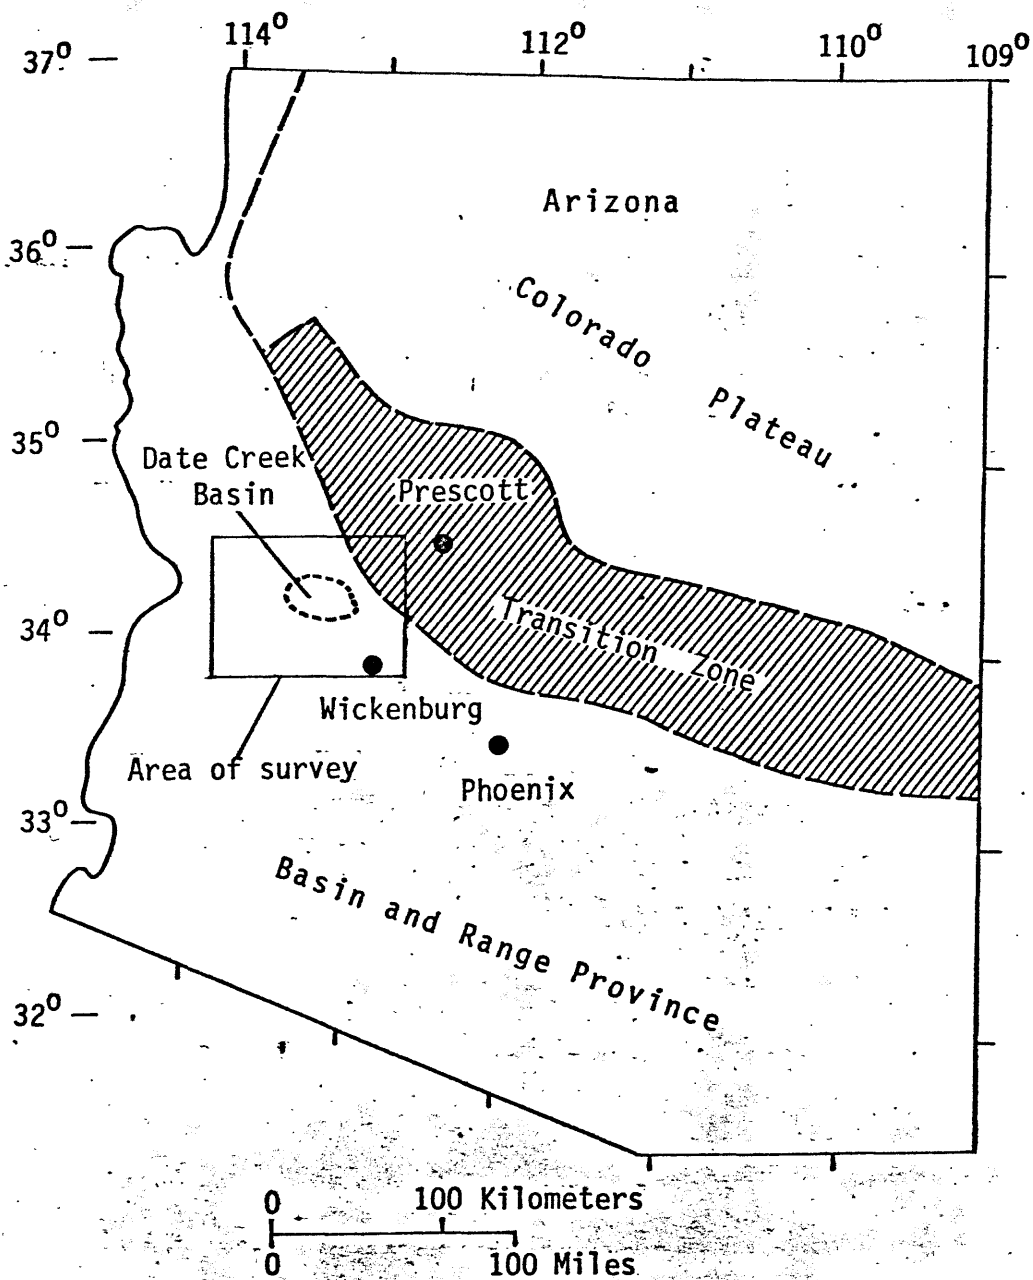 114° 112° 110° 109°
37°
Arizona
36°
Colorado
Plateau
35°
Date Creek
Basin
Prescott
34°
Transition Zone
Wickenburg
Area of survey
Phoenix
33°
Basin and Range Province
32°
0 100 Kilometers
0 100 Miles